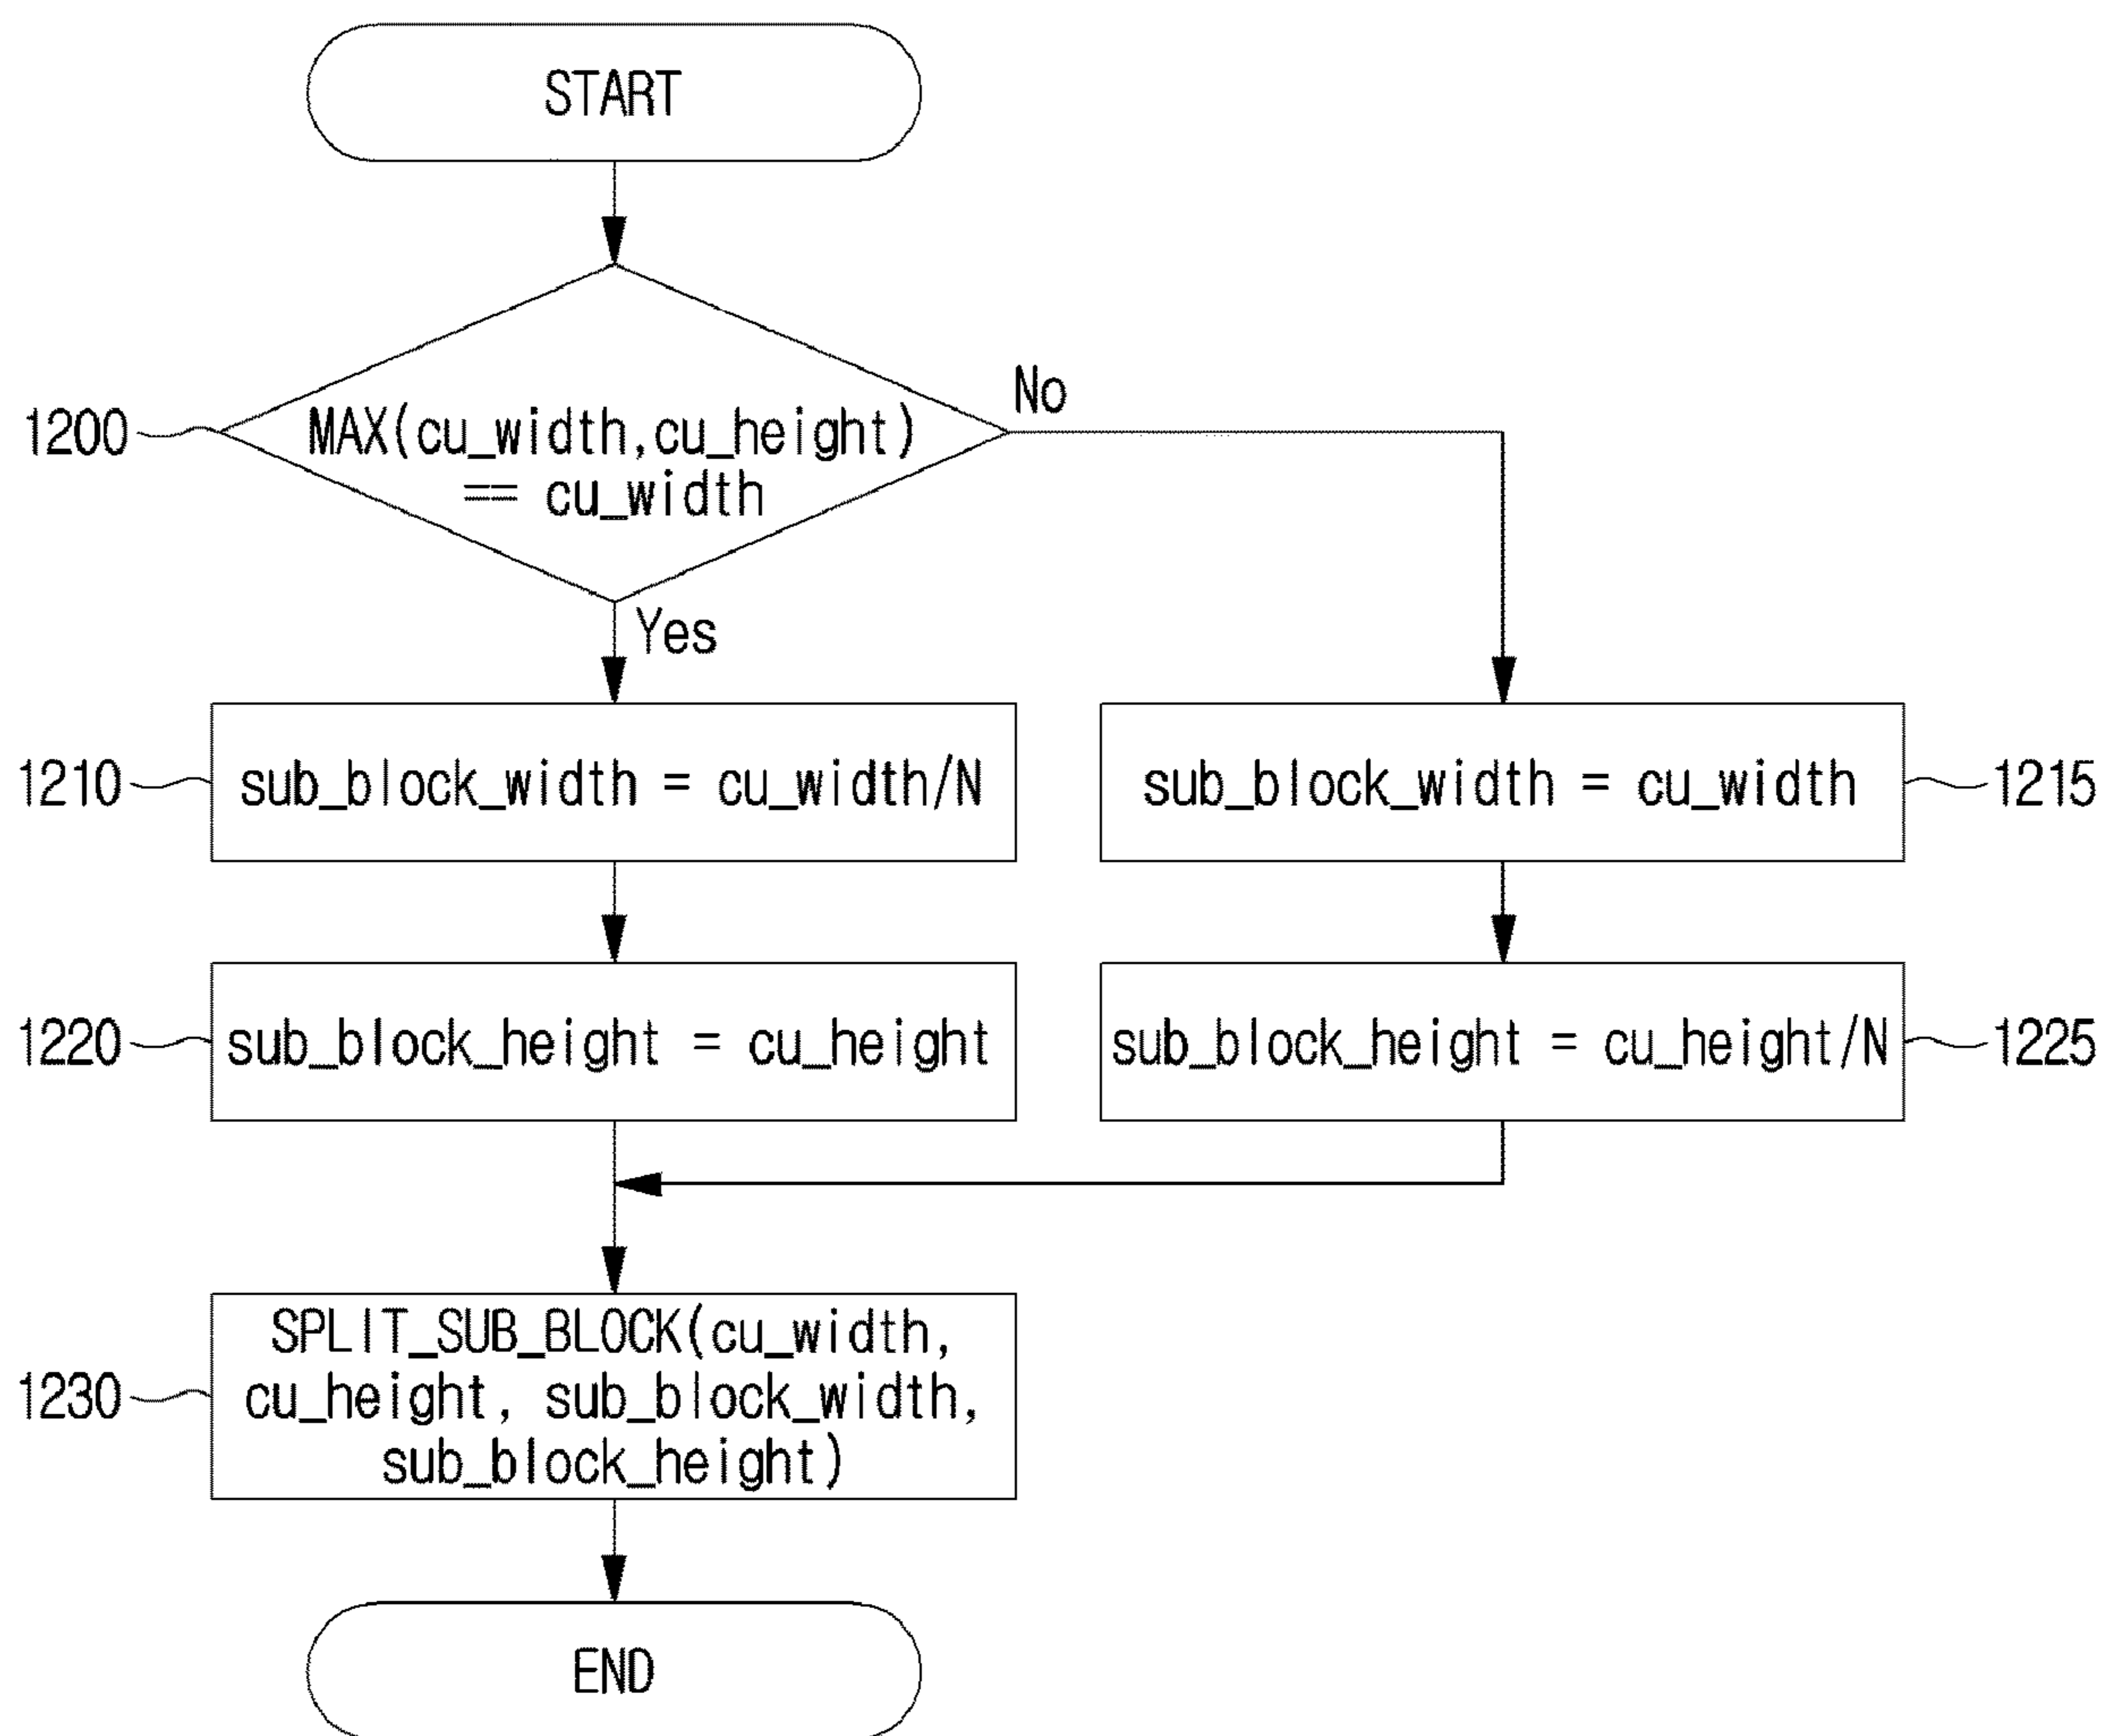 START
1200
MAX(cu_width,cu_height)
== cu_width
No
Yes
1210
sub_block_width = cu_width/N
sub_block_width = cu_width
1215
1220
sub_block_height = cu_height
sub_block_height = cu_height/N
1225
1230
SPLIT_SUB_BLOCK(cu_width,
cu_height, sub_block_width,
sub_block_height)
END